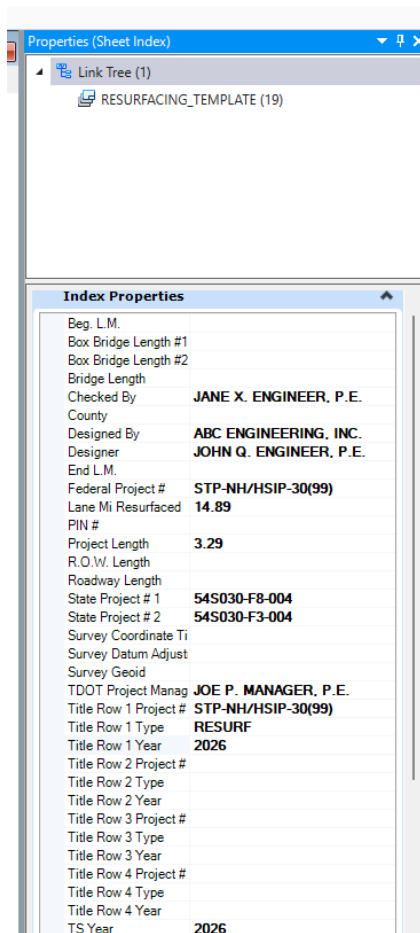 Properties (Sheet Index)
Link Tree (1)
RESURFACING_TEMPLATE (19)
Index Properties
Beg. L.M.
Box Bridge Length #1
Box Bridge Length #2
Bridge Length
Checked By JANE X. ENGINEER, P.E.
County
Designed By ABC ENGINEERING, INC.
Designer JOHN Q. ENGINEER, P.E.
End L.M.
Federal Project # STP-NH/HSIP-30(99)
Lane Mi Resurfaced 14.89
PIN #
Project Length 3.29
R.O.W. Length
Roadway Length
State Project # 1 54S030-F8-004
State Project # 2 54S030-F3-004
Survey Coordinate Ti
Survey Datum Adjust
Survey Geoid
TDOT Project Manag JOE P. MANAGER, P.E.
Title Row 1 Project # STP-NH/HSIP-30(99)
Title Row 1 Type RESURF
Title Row 1 Year 2026
Title Row 2 Project #
Title Row 2 Type
Title Row 2 Year
Title Row 3 Project #
Title Row 3 Type
Title Row 3 Year
Title Row 4 Project #
Title Row 4 Type
Title Row 4 Year
TS Year 2026